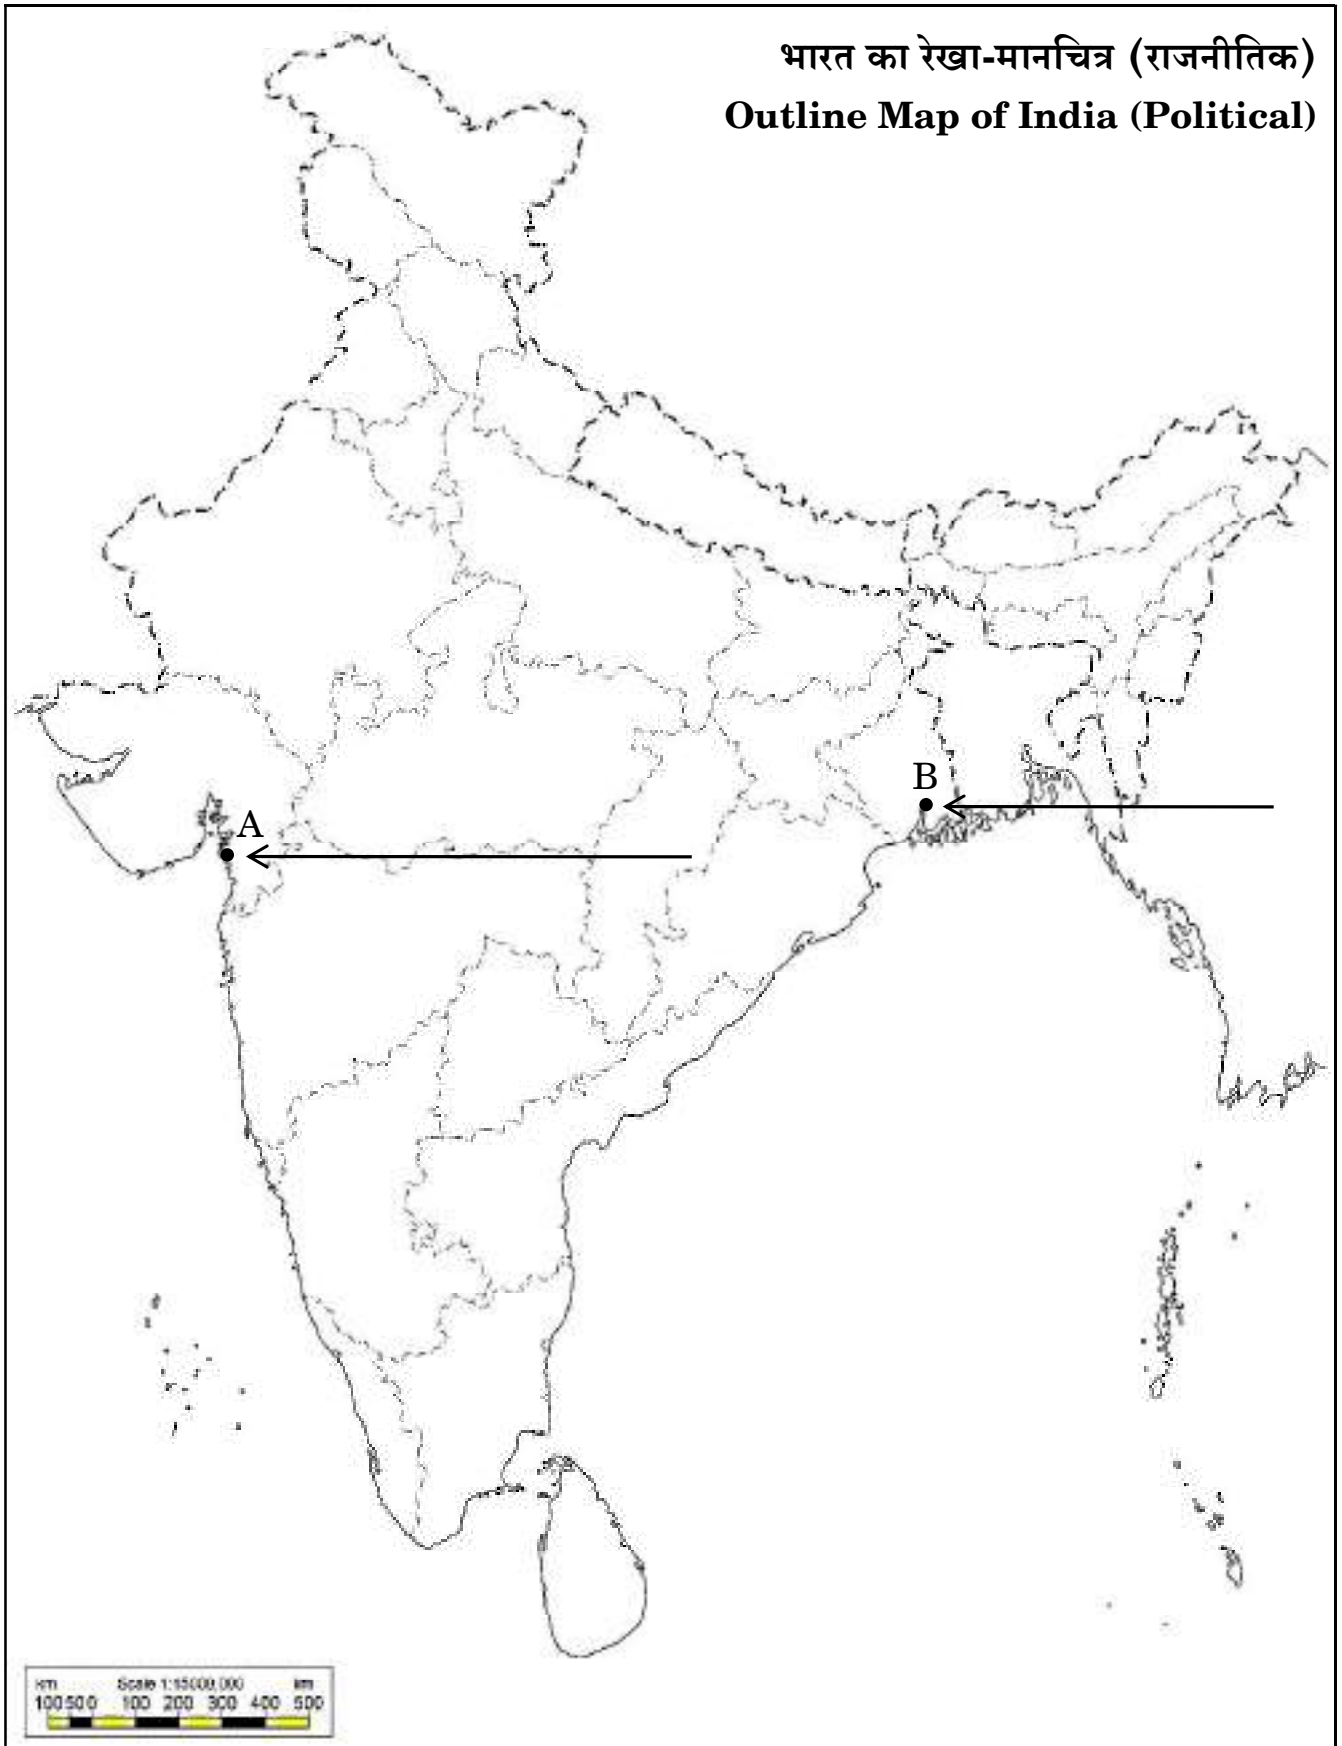 भारत का रेखा-मानचित्र (राजनीतिक)
Outline Map of India (Political)
B
A
km Scale 1:15000,000 km
100 50 0 100 200 300 400 500